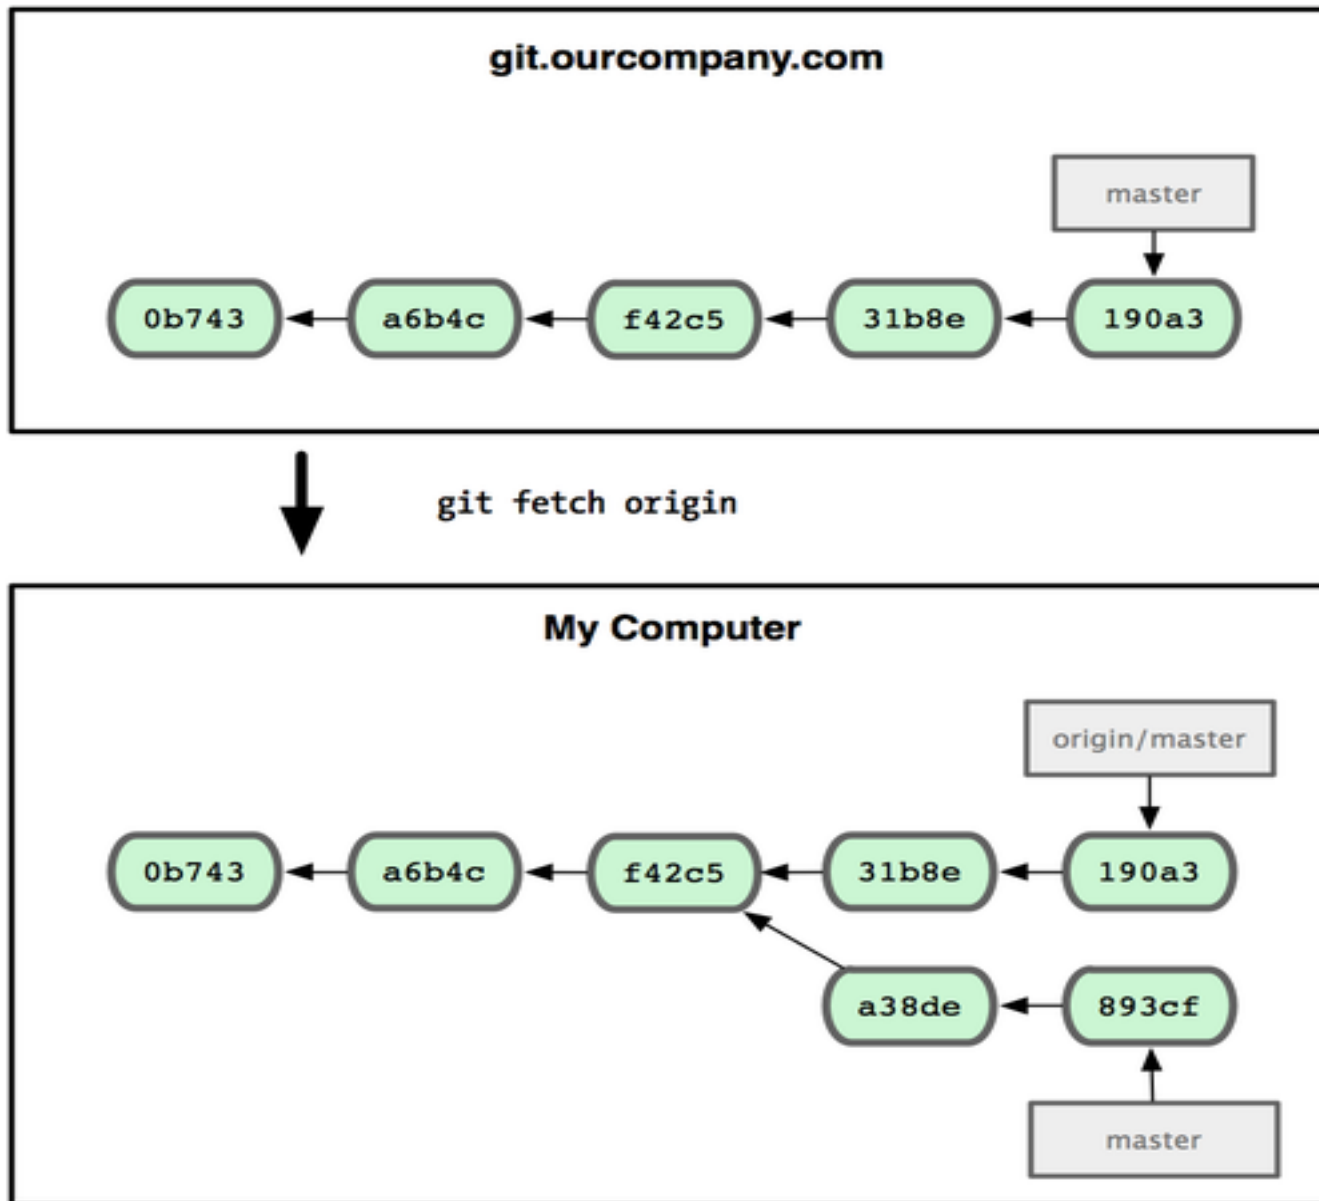 git.ourcompany.com
master
0b743 a6b4c f42c5 31b8e 190a3
git fetch origin
My Computer
origin/master
0b743 a6b4c f42c5 31b8e 190a3
a38de 893cf
master